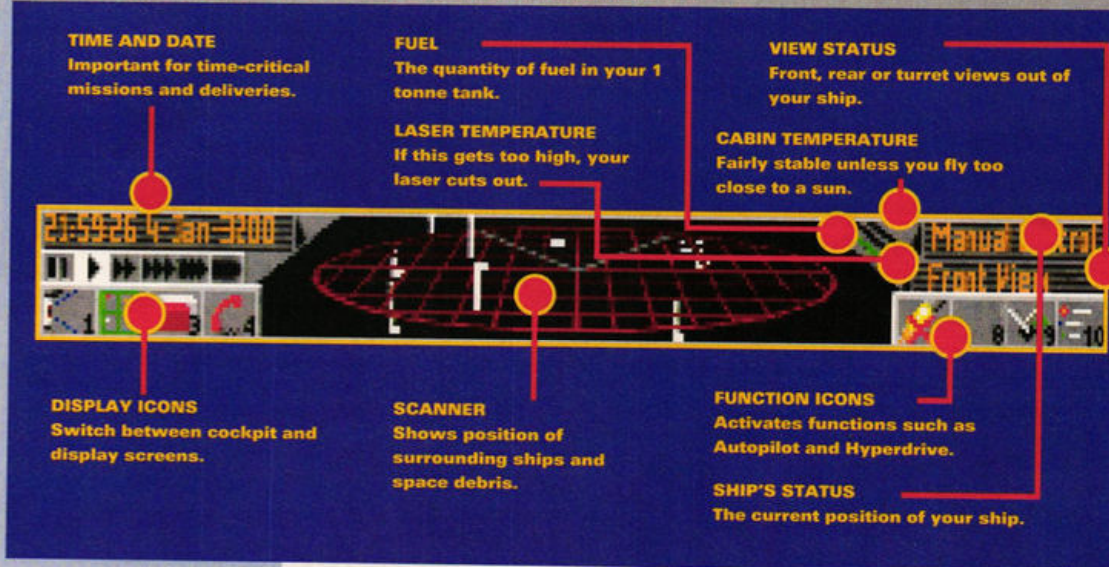 TIME AND DATE
Important for time-critical
missions and deliveries.
FUEL
The quantity of fuel in your 1
tonne tank.
LASER TEMPERATURE
If this gets too high, your
laser cuts out.
VIEW STATUS
Front, rear or turret views out of
your ship.
CABIN TEMPERATURE
Fairly stable unless you fly too
close to a sun.
21:59:26 4-Jan-3200
Manual
Front View
1
3
4
8
9
10
DISPLAY ICONS
Switch between cockpit and
display screens.
SCANNER
Shows position of
surrounding ships and
space debris.
FUNCTION ICONS
Activates functions such as
Autopilot and Hyperdrive.
SHIP'S STATUS
The current position of your ship.